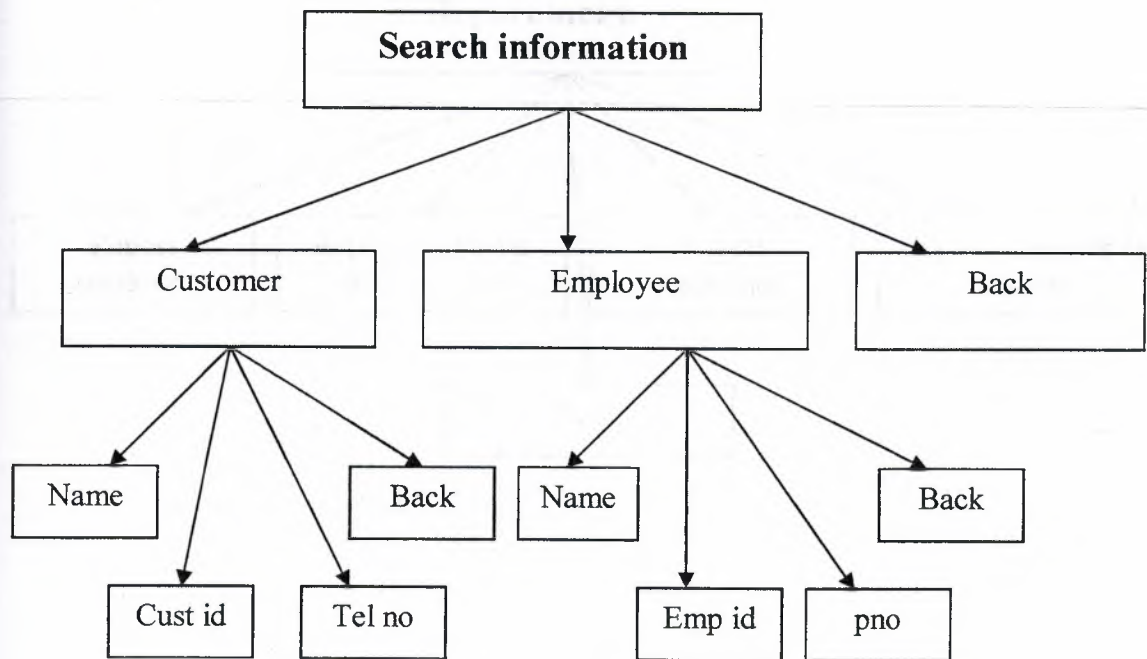 Search information
Customer
Employee
Back
Name
Back
Name
Back
Cust id
Tel no
Emp id
pno